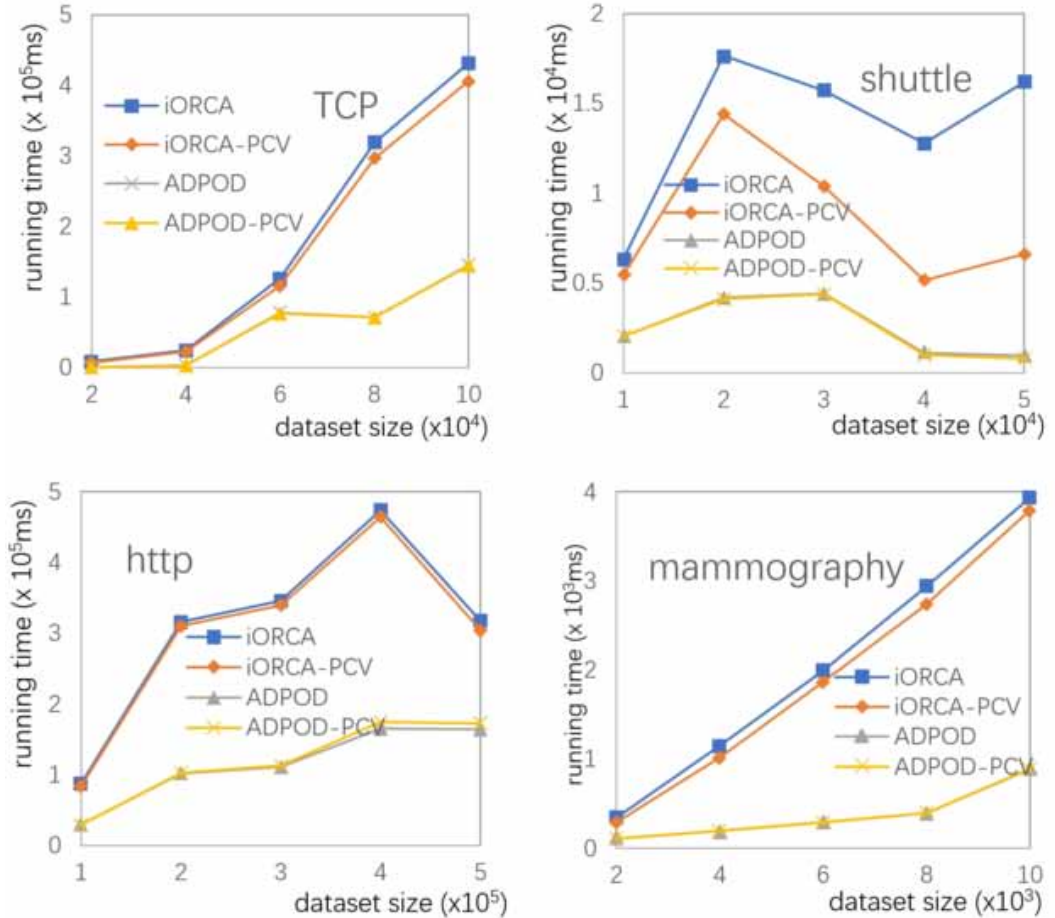 running time (x 10⁵ms)
5
4
3
2
1
0
TCP
iORCA
iORCA-PCV
ADPOD
ADPOD-PCV
2 4 6 8 10
dataset size (x10⁴)
running time (x 10⁴ms)
2
1.5
1
0.5
0
shuttle
iORCA
iORCA-PCV
ADPOD
ADPOD-PCV
1 2 3 4 5
dataset size (x10⁴)
running time (x 10⁵ms)
5
4
3
2
1
0
http
iORCA
iORCA-PCV
ADPOD
ADPOD-PCV
1 2 3 4 5
dataset size (x10⁵)
running time (x 10³ms)
4
3
2
1
0
mammography
iORCA
iORCA-PCV
ADPOD
ADPOD-PCV
2 4 6 8 10
dataset size (x10³)